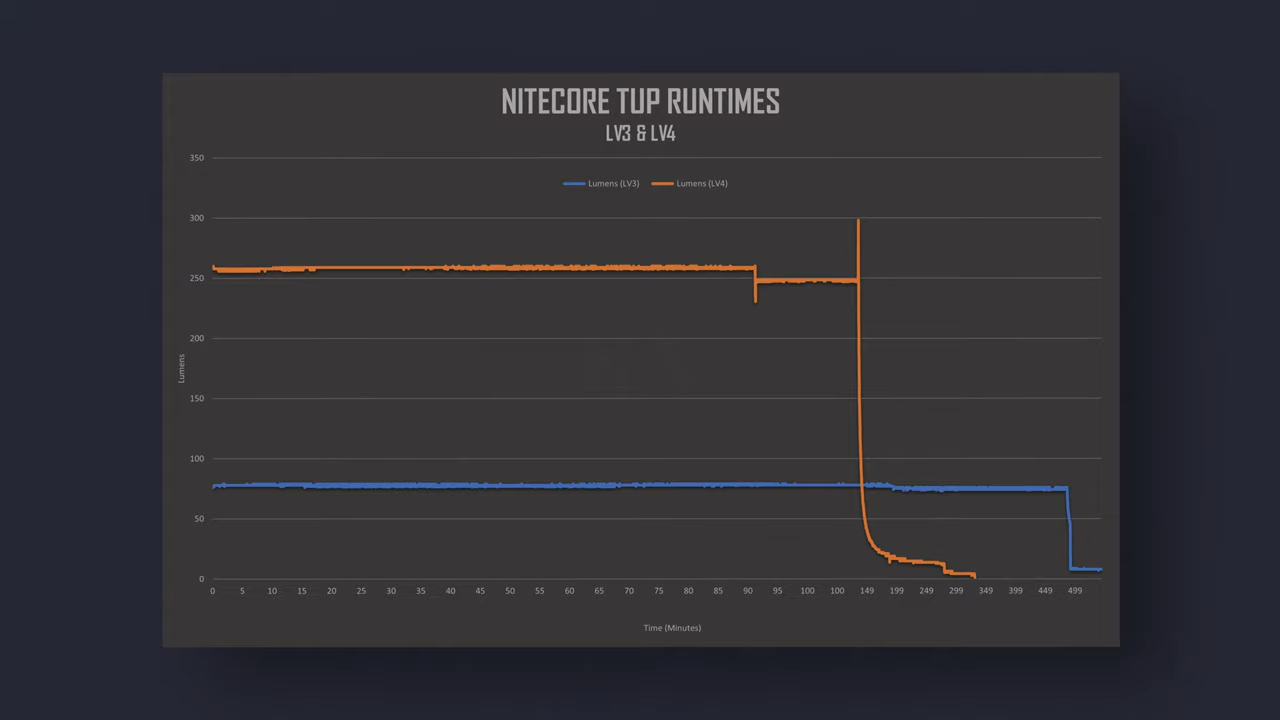 NITECORE TUP RUNTIMES
LV3 & LV4
350
Lumens (LV3) Lumens (LV4)
300
250
200
Lumens
150
100
50
0
0 5 10 15 20 25 30 35 40 45 50 55 60 65 70 75 80 85 90 95 100 100 149 199 249 299 349 399 449 499
Time (Minutes)